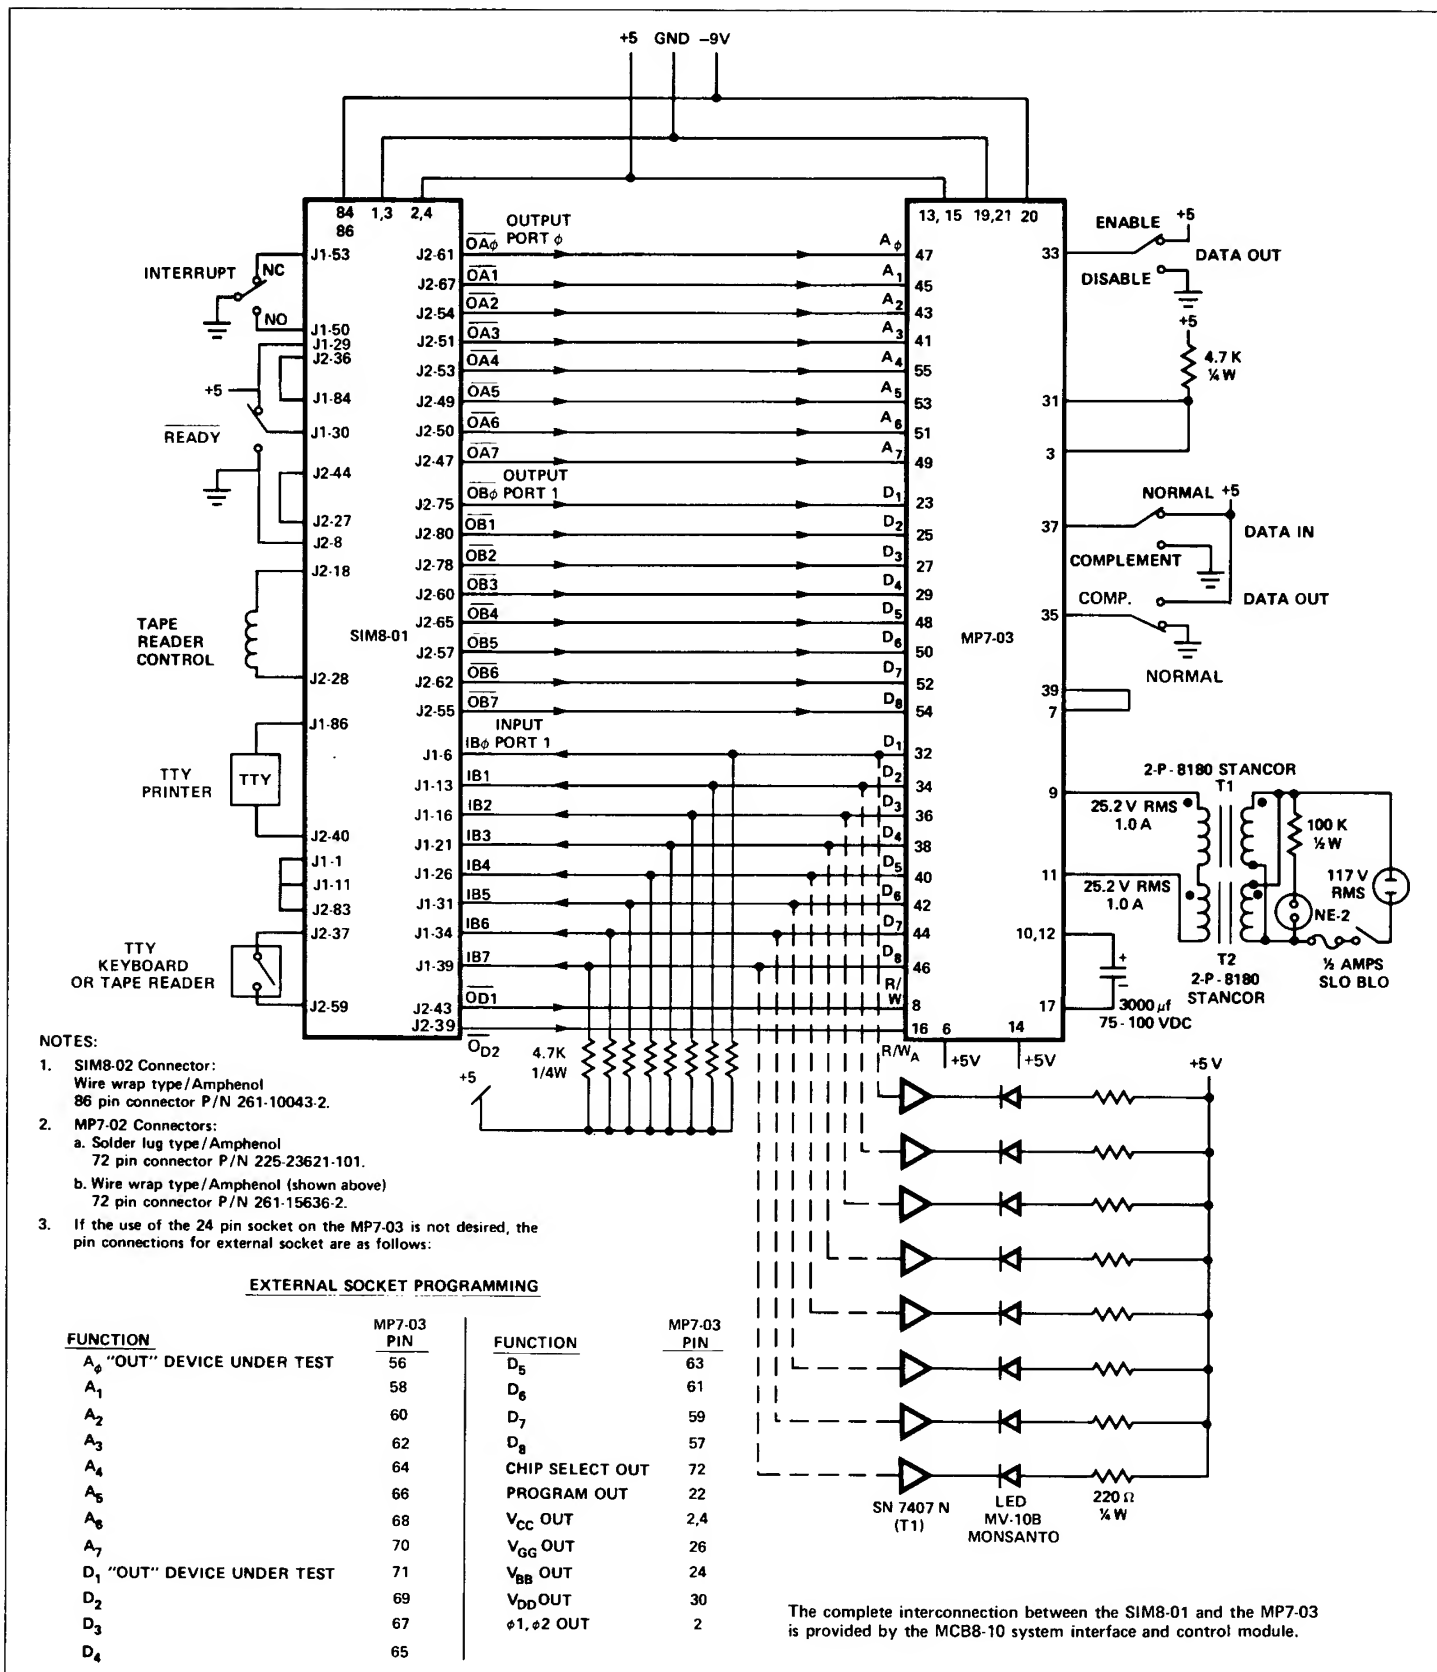 +5 GND –9V
84 1,3 2,4
86
13, 15 19,21 20
OUTPUT
PORT φ
J1-53
INTERRUPT
NC
NO
J1-50
J1-29
J2-36
+5
J1-84
READY
J1-30
J2-44
J2-27
J2-8
J2-18
TAPE
READER
CONTROL
J2-28
J1-86
TTY
PRINTER
TTY
J2-40
J1-1
J1-11
J2-83
J2-37
TTY
KEYBOARD
OR TAPE READER
J2-59
SIM8-01
J2-61 OAφ Aφ 47
J2-67 OA1 A1 45
J2-54 OA2 A2 43
J2-51 OA3 A3 41
J2-53 OA4 A4 55
J2-49 OA5 A5 53
J2-50 OA6 A6 51
J2-47 OA7 A7 49
OUTPUT
PORT 1
J2-75 OBφ D1 23
J2-80 OB1 D2 25
J2-78 OB2 D3 27
J2-60 OB3 D4 29
J2-65 OB4 D5 48
J2-57 OB5 D6 50
J2-62 OB6 D7 52
J2-55 OB7 D8 54
INPUT
PORT 1
J1-6 IBφ D1 32
J1-13 IB1 D2 34
J1-16 IB2 D3 36
J1-21 IB3 D4 38
J1-26 IB4 D5 40
J1-31 IB5 D6 42
J1-34 IB6 D7 44
J1-39 IB7 D8 46
J2-43 OD1 R/W 8
J2-39 OD2 R/WA 16
6 14
+5V +5V
4.7K
1/4W
+5
MP7-03
33
ENABLE +5
DATA OUT
DISABLE
+5
4.7 K
¼ W
31
3
NORMAL +5
37
DATA IN
COMPLEMENT
COMP.
DATA OUT
35
NORMAL
39
7
2-P-8180 STANCOR
T1
9
25.2 V RMS
1.0 A
100 K
½ W
117 V
RMS
11
25.2 V RMS
1.0 A
NE-2
T2
2-P-8180
STANCOR
½ AMPS
SLO BLO
10,12
+
–
3000 μf
75-100 VDC
17
+5 V
SN 7407 N
(T1)
LED
MV-10B
MONSANTO
220 Ω
¼ W
NOTES:
1. SIM8-02 Connector:
Wire wrap type/Amphenol
86 pin connector P/N 261-10043-2.
2. MP7-02 Connectors:
a. Solder lug type/Amphenol
72 pin connector P/N 225-23621-101.
b. Wire wrap type/Amphenol (shown above)
72 pin connector P/N 261-15636-2.
3. If the use of the 24 pin socket on the MP7-03 is not desired, the
pin connections for external socket are as follows:
EXTERNAL SOCKET PROGRAMMING
FUNCTION MP7-03 PIN
Aφ "OUT" DEVICE UNDER TEST 56
A1 58
A2 60
A3 62
A4 64
A5 66
A6 68
A7 70
D1 "OUT" DEVICE UNDER TEST 71
D2 69
D3 67
D4 65
FUNCTION MP7-03 PIN
D5 63
D6 61
D7 59
D8 57
CHIP SELECT OUT 72
PROGRAM OUT 22
VCC OUT 2,4
VGG OUT 26
VBB OUT 24
VDD OUT 30
φ1, φ2 OUT 2
The complete interconnection between the SIM8-01 and the MP7-03
is provided by the MCB8-10 system interface and control module.